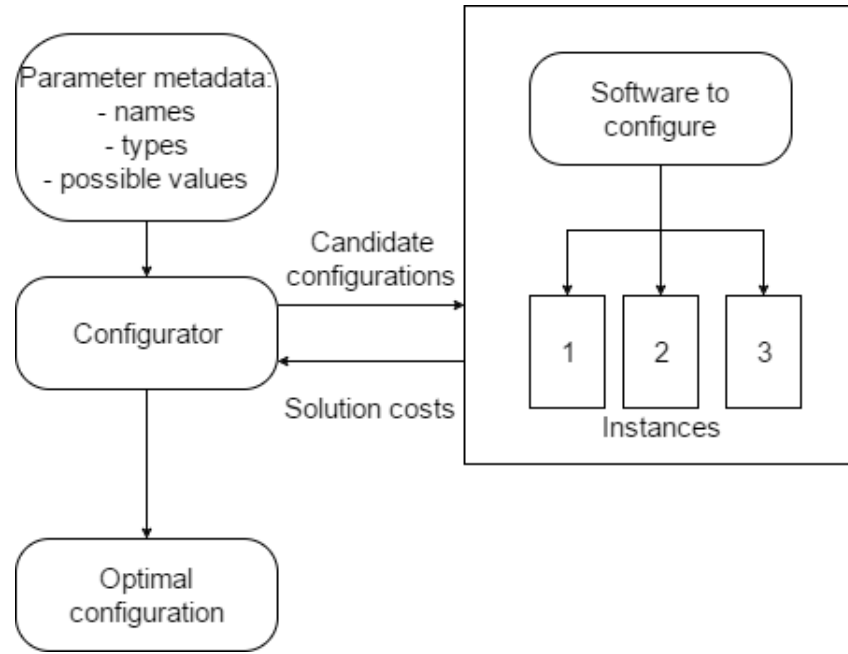 Parameter metadata:
- names
- types
- possible values
Software to
configure
Candidate
configurations
Configurator
Solution costs
1
2
3
Instances
Optimal
configuration